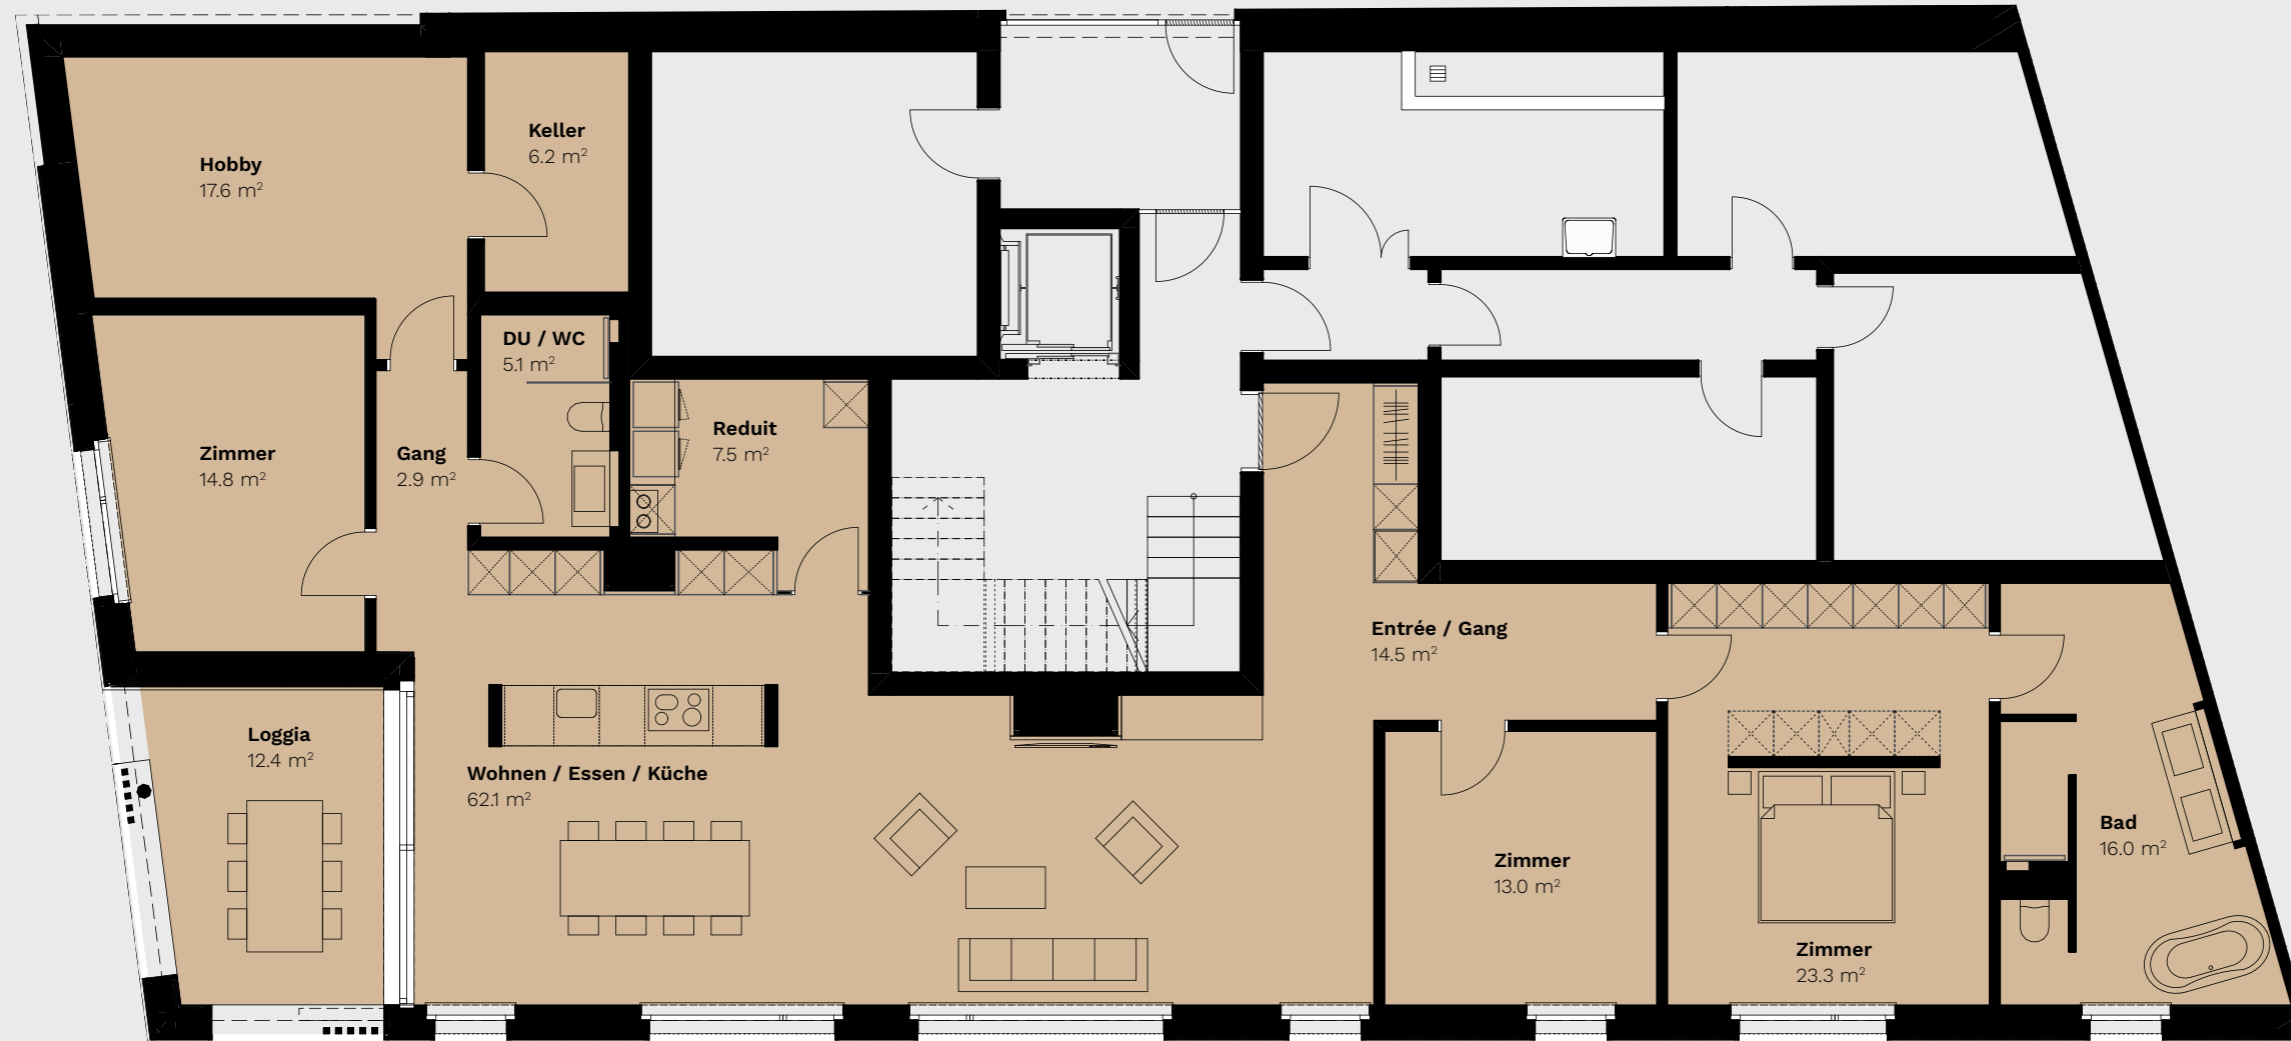 Keller
6.2 m²
Hobby
17.6 m²
DU / WC
5.1 m²
Reduit
7.5 m²
Zimmer
14.8 m²
Gang
2.9 m²
Entrée / Gang
14.5 m²
Loggia
12.4 m²
Wohnen / Essen / Küche
62.1 m²
Zimmer
13.0 m²
Bad
16.0 m²
Zimmer
23.3 m²